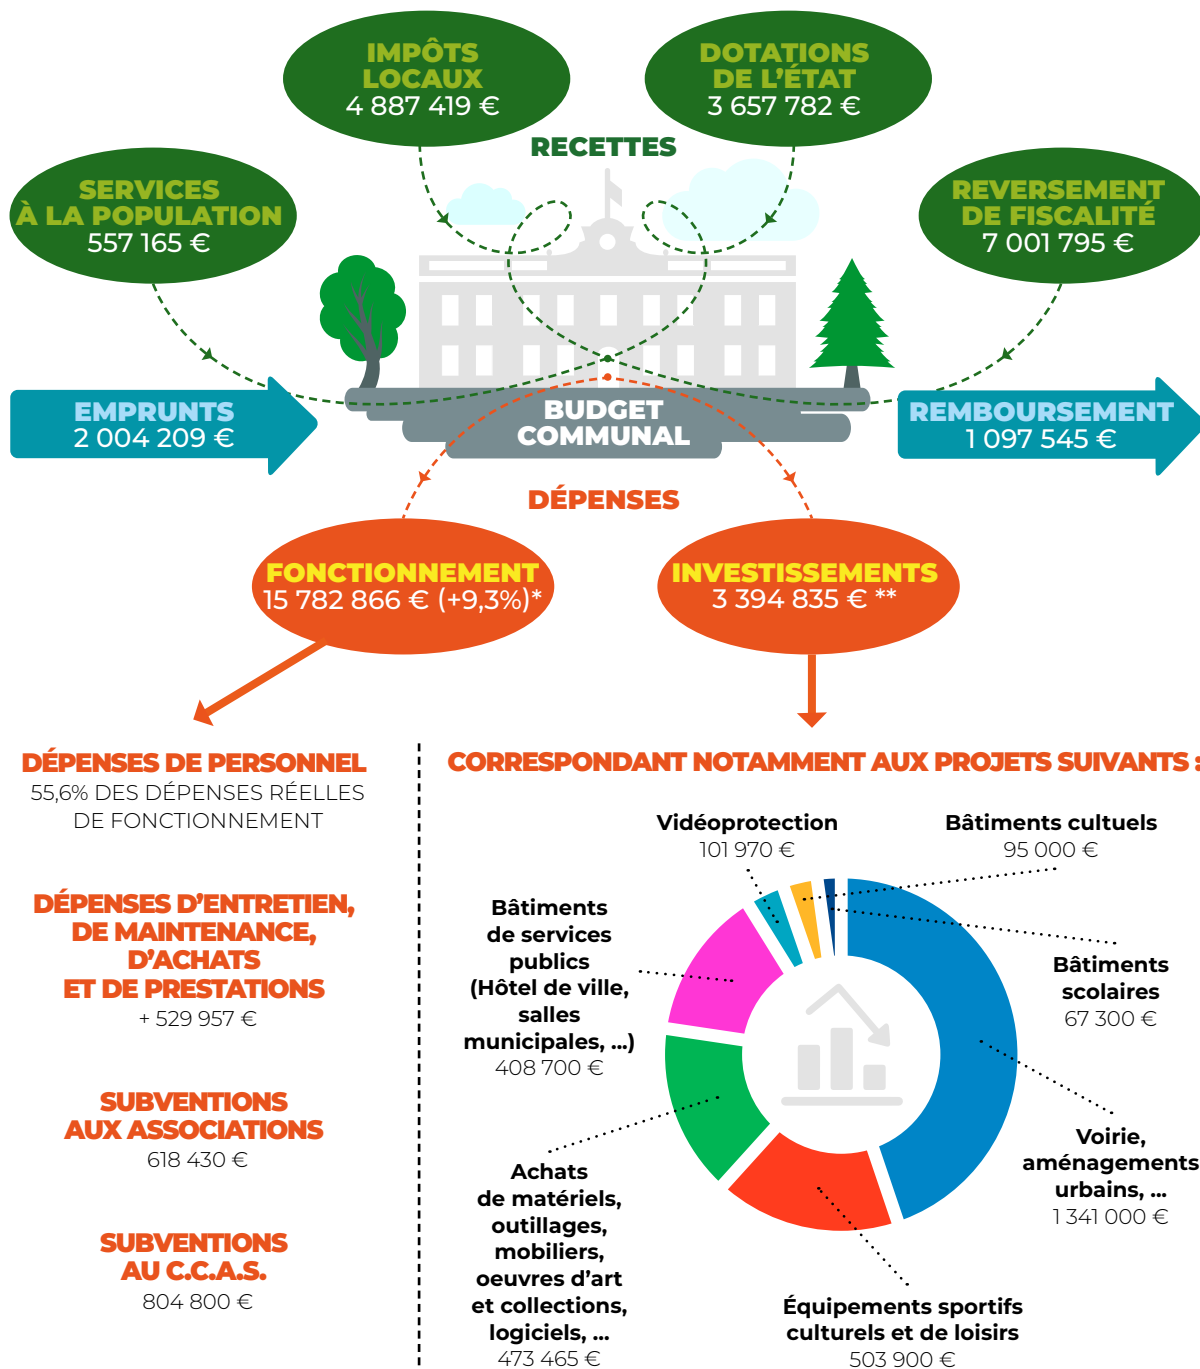 IMPÔTS
LOCAUX
4 887 419 €
DOTATIONS
DE L'ÉTAT
3 657 782 €
RECETTES
SERVICES
À LA POPULATION
557 165 €
REVERSEMENT
DE FISCALITÉ
7 001 795 €
EMPRUNTS
2 004 209 €
BUDGET
COMMUNAL
REMBOURSEMENT
1 097 545 €
DÉPENSES
FONCTIONNEMENT
15 782 866 € (+9,3%)*
INVESTISSEMENTS
3 394 835 € **
DÉPENSES DE PERSONNEL
55,6% DES DÉPENSES RÉELLES
DE FONCTIONNEMENT
DÉPENSES D'ENTRETIEN,
DE MAINTENANCE,
D'ACHATS
ET DE PRESTATIONS
+ 529 957 €
SUBVENTIONS
AUX ASSOCIATIONS
618 430 €
SUBVENTIONS
AU C.C.A.S.
804 800 €
CORRESPONDANT NOTAMMENT AUX PROJETS SUIVANTS :
Vidéoprotection
101 970 €
Bâtiments cultuels
95 000 €
Bâtiments
de services
publics
(Hôtel de ville,
salles
municipales, ...)
408 700 €
Bâtiments
scolaires
67 300 €
Voirie,
aménagements
urbains, ...
1 341 000 €
Achats
de matériels,
outillages,
mobiliers,
oeuvres d'art
et collections,
logiciels, ...
473 465 €
Équipements sportifs
culturels et de loisirs
503 900 €